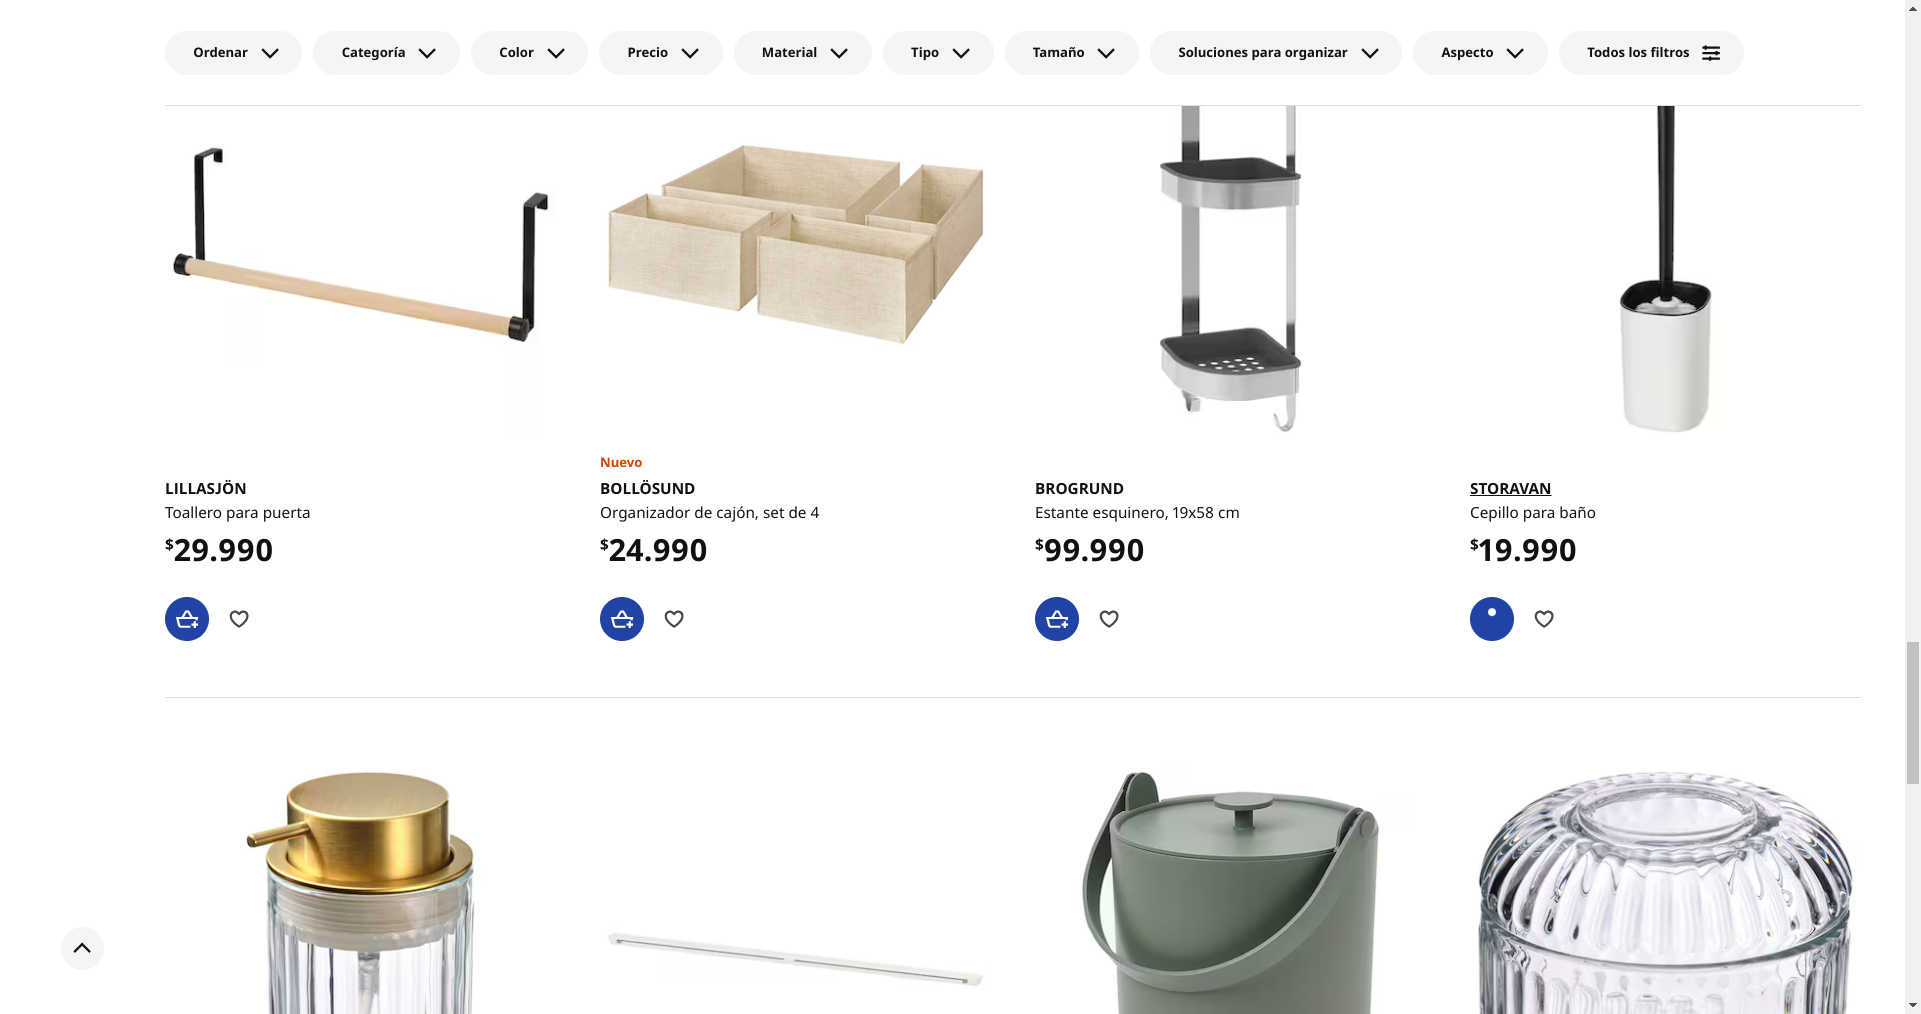 Ordenar Categoría Color Precio Material Tipo Tamaño Soluciones para organizar Aspecto Todos los filtros
LILLASJÖN
Toallero para puerta
$29.990
Nuevo
BOLLÖSUND
Organizador de cajón, set de 4
$24.990
BROGRUND
Estante esquinero, 19x58 cm
$99.990
STORAVAN
Cepillo para baño
$19.990